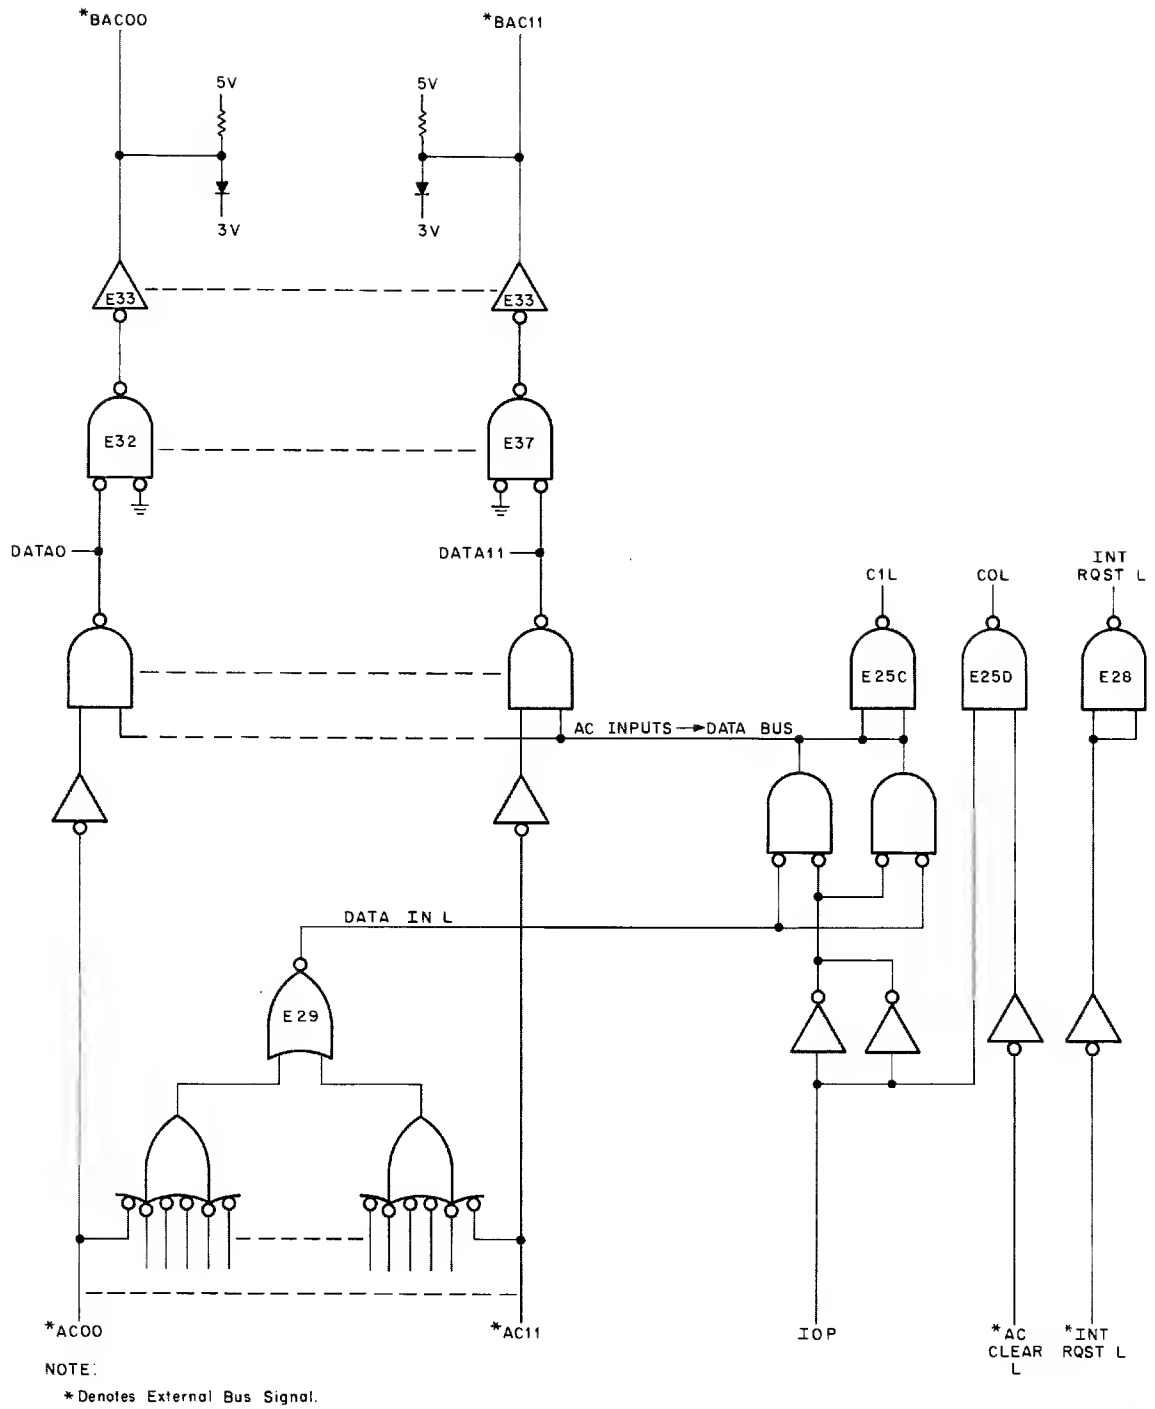 *BAC00
*BAC11
5V
5V
3V
3V
E33
E33
E32
E37
DATA0
DATA11
C1L
C0L
INT
RQST L
E25C
E25D
E28
AC INPUTS→DATA BUS
DATA IN L
E29
*AC00
*AC11
IOP
*AC
CLEAR
L
*INT
RQST L
NOTE:
*Denotes External Bus Signal.